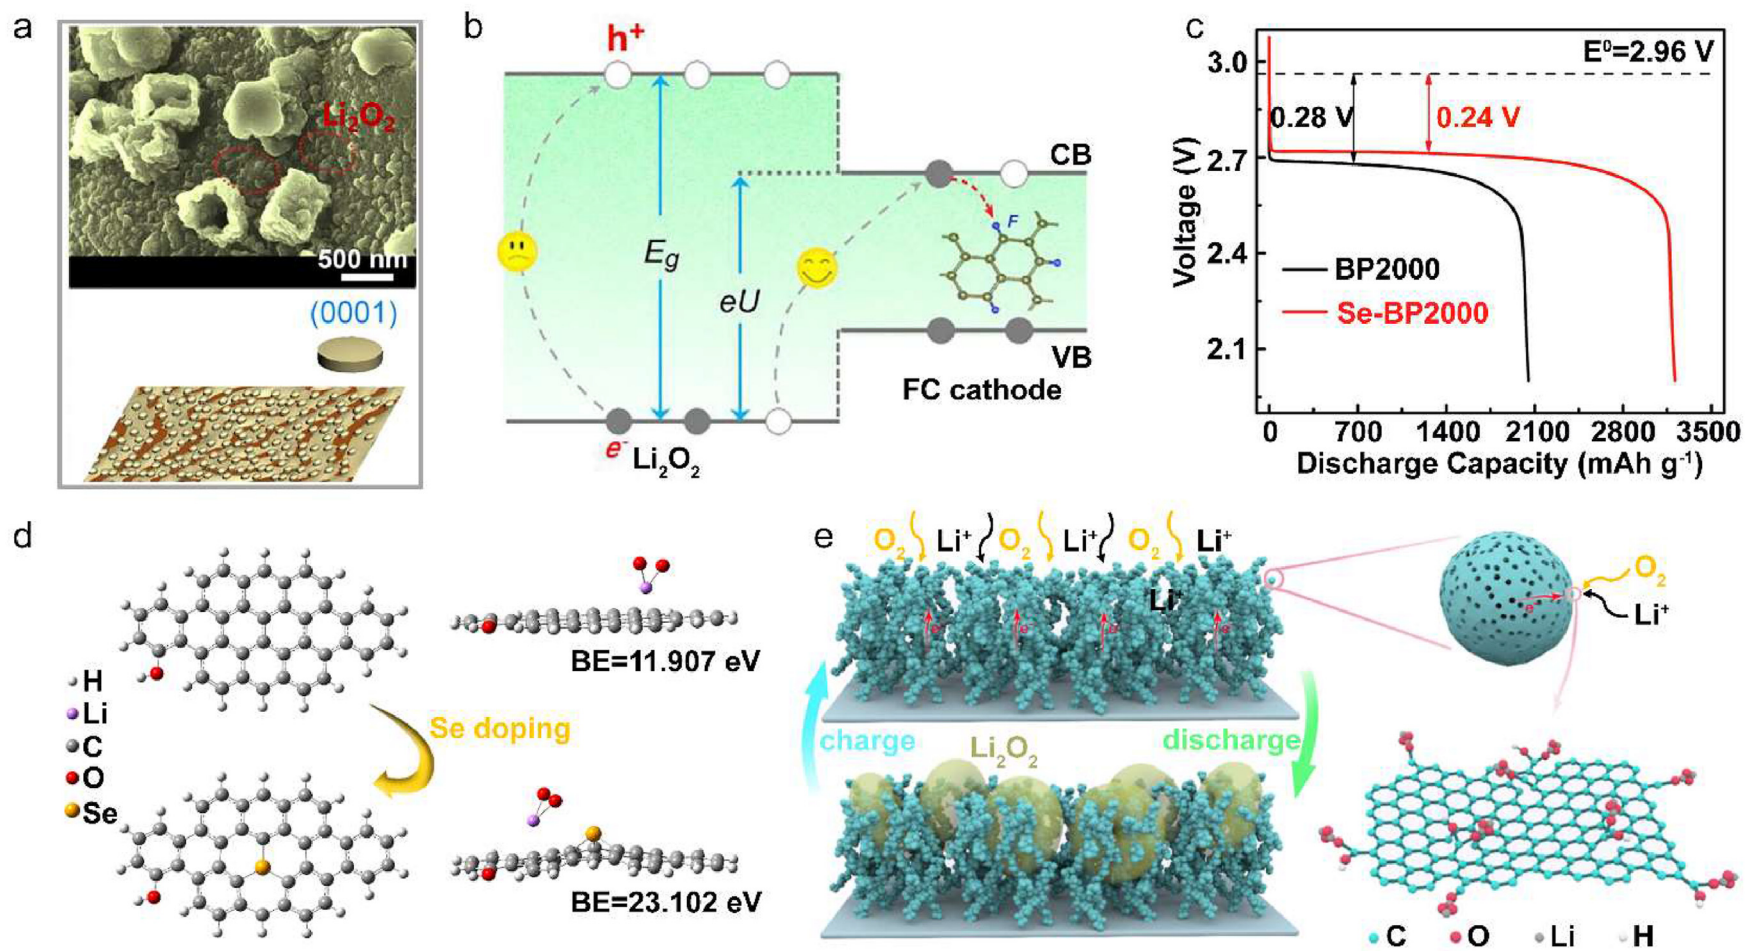 a
Li₂O₂
500 nm
(0001)
b
h⁺
E_g
eU
CB
F
VB
FC cathode
e⁻
Li₂O₂
c
E⁰=2.96 V
3.0
0.28 V
0.24 V
2.7
Voltage (V)
2.4
BP2000
Se-BP2000
2.1
0 700 1400 2100 2800 3500
Discharge Capacity (mAh g⁻¹)
d
BE=11.907 eV
H
Li
C
O
Se
Se doping
BE=23.102 eV
e
O₂ Li⁺ O₂ Li⁺ O₂ Li⁺
Li⁺
e⁻ e⁻ e⁻ e⁻
O₂
e⁻
Li⁺
charge
Li₂O₂
discharge
C O Li H